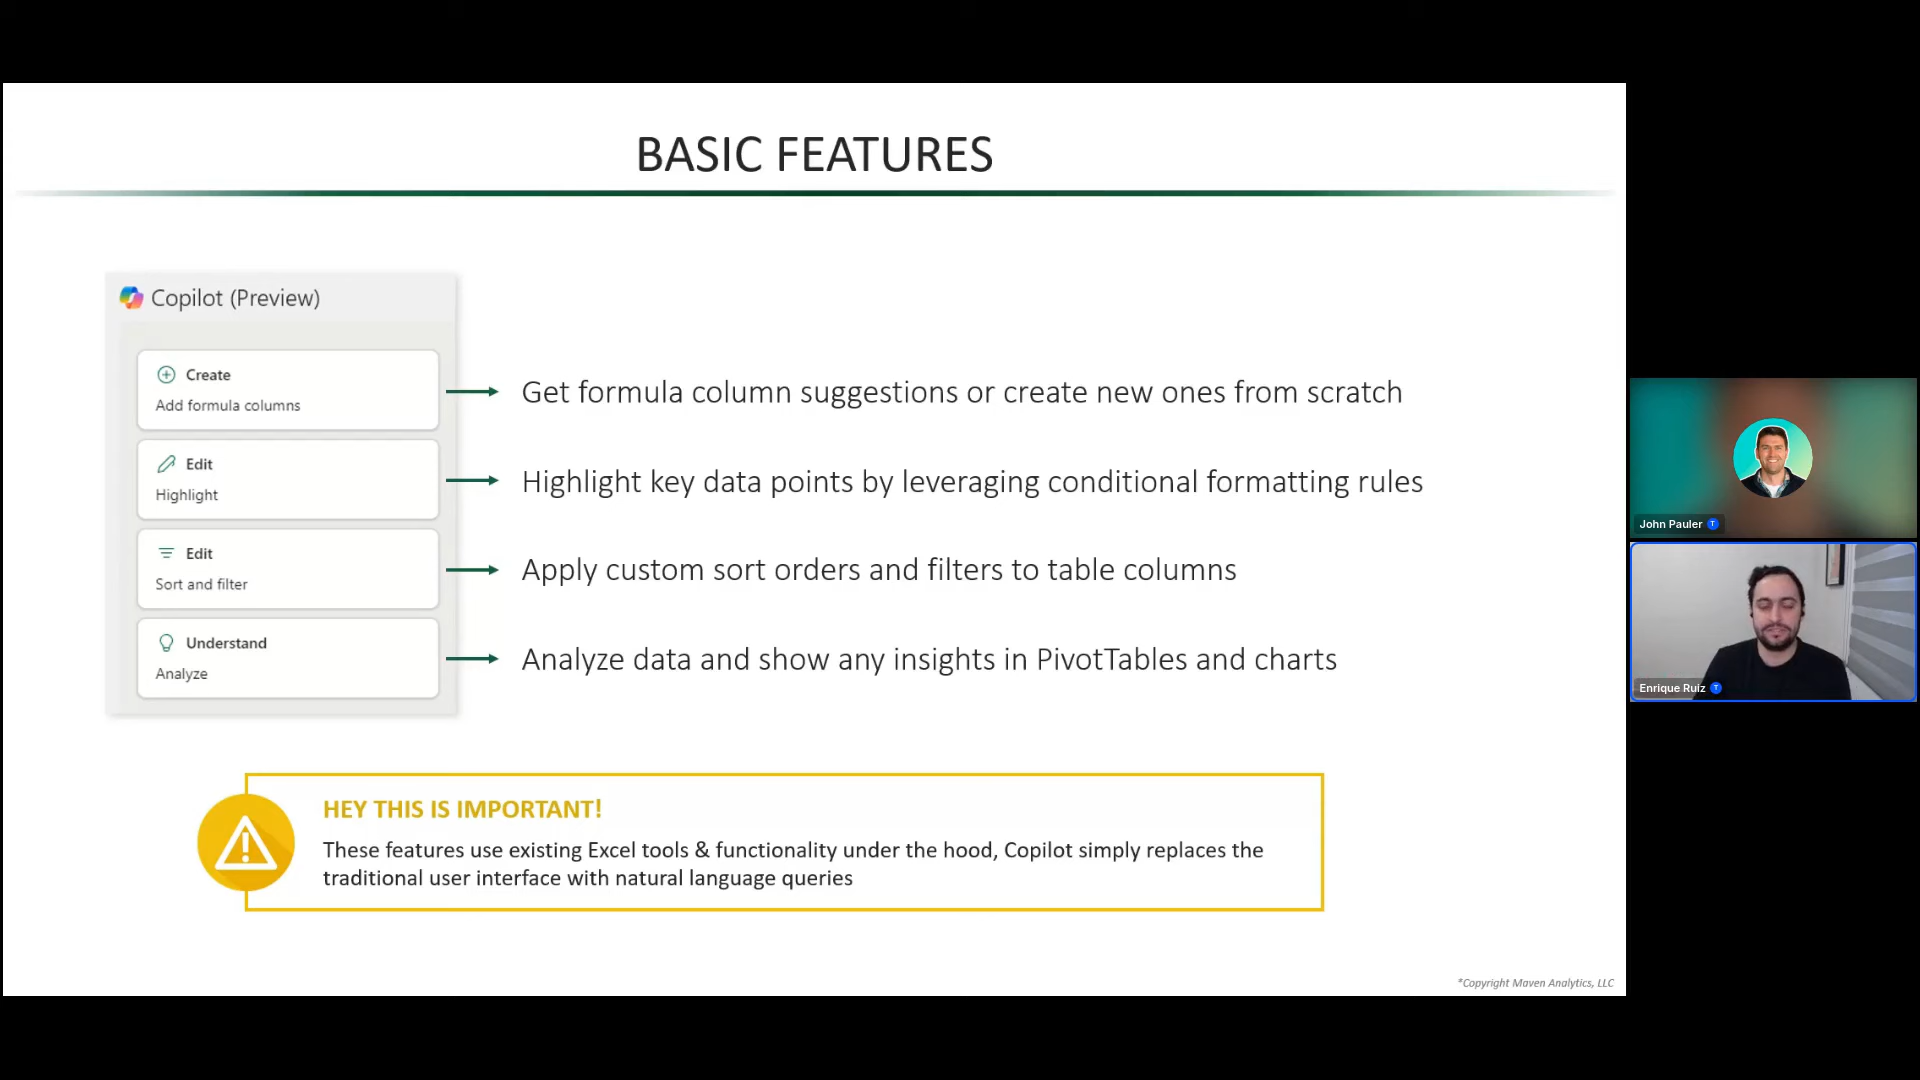 BASIC FEATURES
Copilot (Preview)
Create
Add formula columns
Get formula column suggestions or create new ones from scratch
Edit
Highlight
Highlight key data points by leveraging conditional formatting rules
Edit
Sort and filter
Apply custom sort orders and filters to table columns
Understand
Analyze
Analyze data and show any insights in PivotTables and charts
HEY THIS IS IMPORTANT!
These features use existing Excel tools & functionality under the hood, Copilot simply replaces the
traditional user interface with natural language queries
*Copyright Maven Analytics, LLC
John Pauler T
Enrique Ruiz T